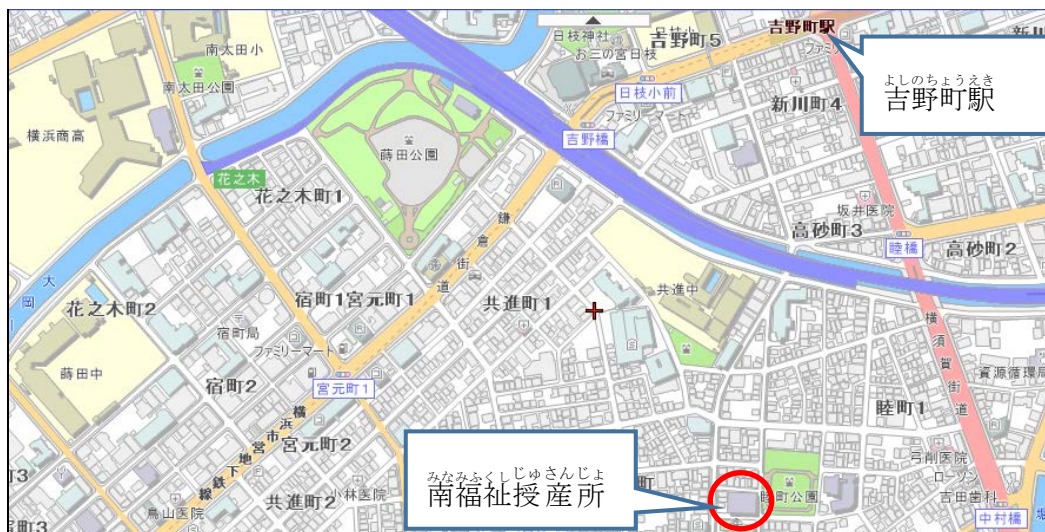 南太田小
南太田公園
横浜商高
花之木
花之木町1
花之木町2
大
岡
川
蒔田中
宿町局
ファミリーマート
宿町2
宿町1
宮元町1
宮元町1
宮元町2
蒔田公園
鎌倉街道
共進町1
共進町2
横浜市営地下鉄線
鳥山医院
小林医院
日枝神社
お三の宮日枝
吉野町5
日枝小前
ファミリーマート
吉野橋
吉野町駅
新川町4
よしのちょうえき
吉野町駅
坂井医院
高砂町3
高砂町2
睦橋
共進中
横須賀街道
資源循環局
睦町1
弓削医院
ローソン
吉田歯科
中村橋
睦町公園
みなみふくしじゅさんじょ
南福祉授産所